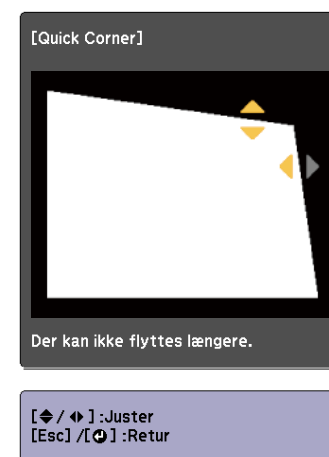 [Quick Corner]
Der kan ikke flyttes længere.
[◆/◆] :Juster
[Esc] /[↵] :Retur